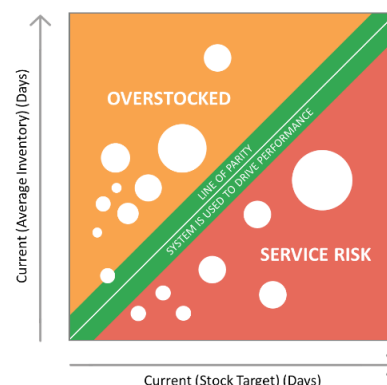 Current (Average Inventory) (Days)
OVERSTOCKED
LINE OF PARITY
SYSTEM IS USED TO DRIVE PERFORMANCE
SERVICE RISK
Current (Stock Target) (Days)